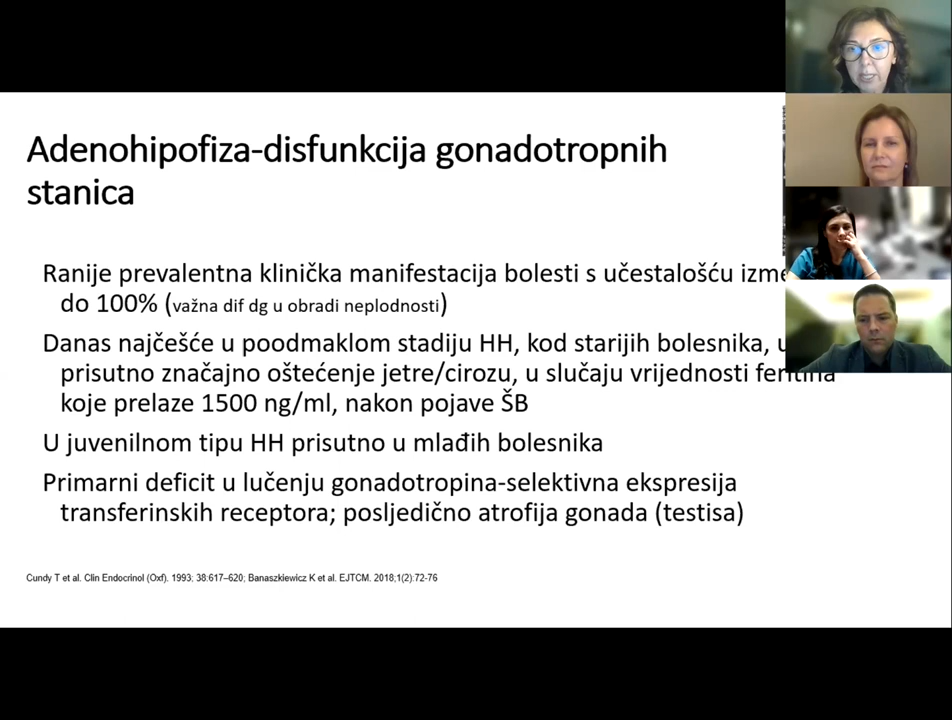 Adenohipofiza-disfunkcija gonadotropnih
stanica
Ranije prevalentna klinička manifestacija bolesti s učestalošću
do 100% (važna dif dg u obradi neplodnosti)
Danas najčešće u poodmaklom stadiju HH, kod starijih bolesnika,
prisutno značajno oštećenje jetre/cirozu, u slučaju vrijednosti feritina
koje prelaze 1500 ng/ml, nakon pojave ŠB
U juvenilnom tipu HH prisutno u mlađih bolesnika
Primarni deficit u lučenju gonadotropina-selektivna ekspresija
transferinskih receptora; posljedično atrofija gonada (testisa)
Cundy T et al. Clin Endocrinol (Oxf). 1993; 38:617–620; Banaszkiewicz K et al. EJTCM. 2018;1(2):72-76